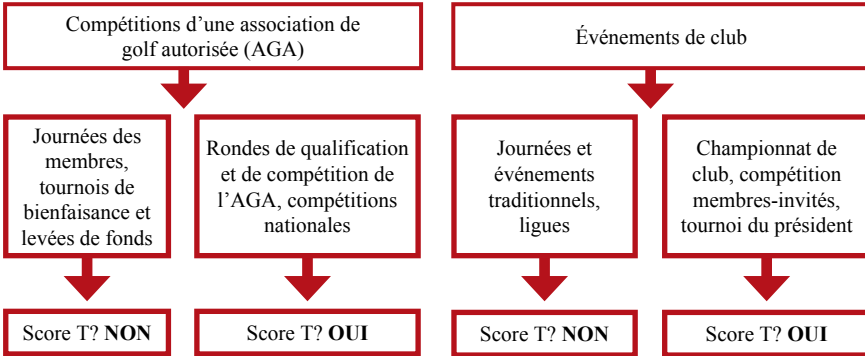 Compétitions d'une association de
golf autorisée (AGA)
Événements de club
Journées des
membres,
tournois de
bienfaisance et
levées de fonds
Rondes de qualification
et de compétition de
l'AGA, compétitions
nationales
Journées et
événements
traditionnels,
ligues
Championnat de
club, compétition
membres-invités,
tournoi du président
Score T? NON
Score T? OUI
Score T? NON
Score T? OUI